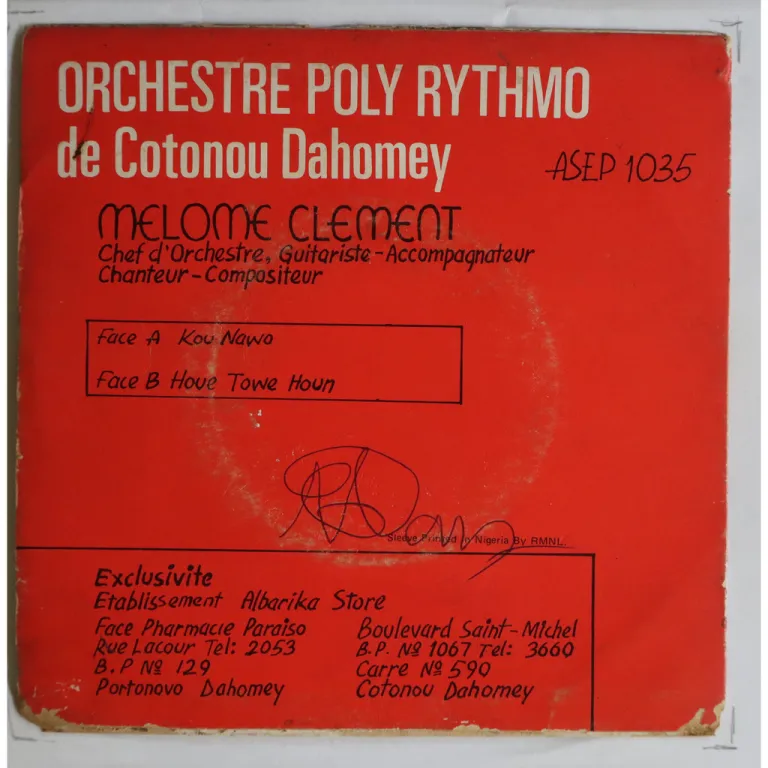 ORCHESTRE POLY RYTHMO
de Cotonou Dahomey
ASEP 1035
MELOME CLEMENT
Chef d'Orchestre, Guitariste-Accompagnateur
Chanteur-Compositeur
Face A Kou Nawo
Face B Houe Towe Houn
Sleeve Printed in Nigeria By RMNL.
Exclusivite
Etablissement Albarika Store
Face Pharmacie Paraiso
Rue Lacour Tel: 2053
B.P Nº 129
Portonovo Dahomey
Boulevard Saint-Michel
B.P. Nº 1067 Tel: 3660
Carre Nº 590
Cotonou Dahomey